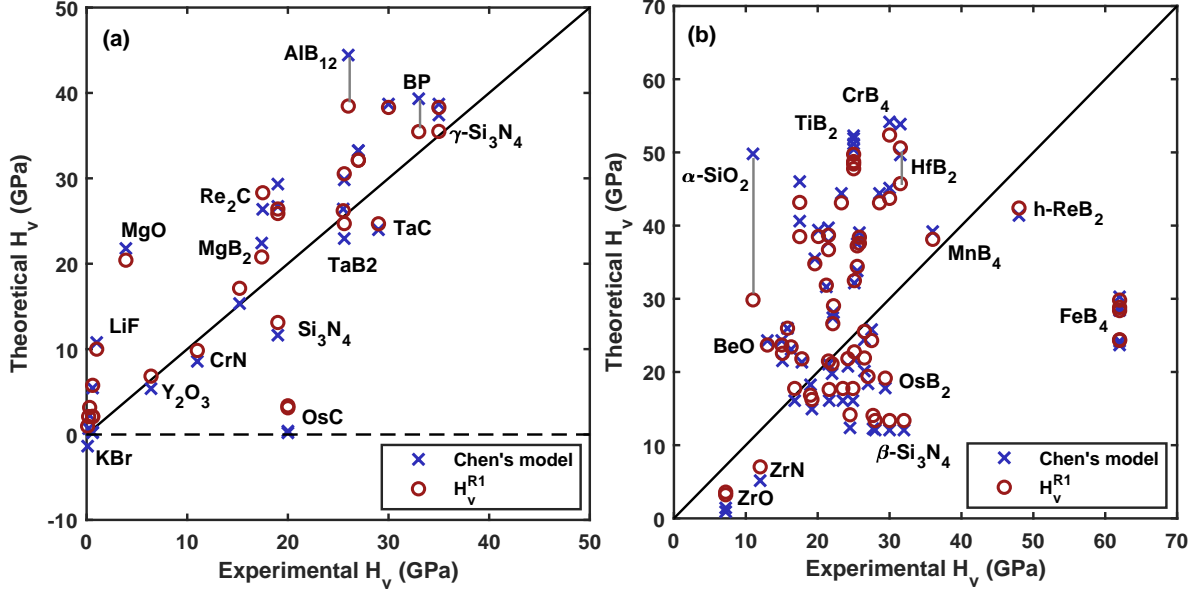 (a)
50
40
30
20
10
0
-10
Theoretical H_v (GPa)
AlB_12
BP
γ-Si_3N_4
Re_2C
MgO
MgB_2
TaC
TaB2
LiF
Si_3N_4
CrN
Y_2O_3
OsC
KBr
× Chen's model
○ H_v^R1
0 10 20 30 40 50
Experimental H_v (GPa)
(b)
70
60
50
40
30
20
10
0
Theoretical H_v (GPa)
CrB_4
TiB_2
α-SiO_2
HfB_2
h-ReB_2
MnB_4
FeB_4
BeO
OsB_2
β-Si_3N_4
ZrN
ZrO
× Chen's model
○ H_v^R1
0 10 20 30 40 50 60 70
Experimental H_v (GPa)